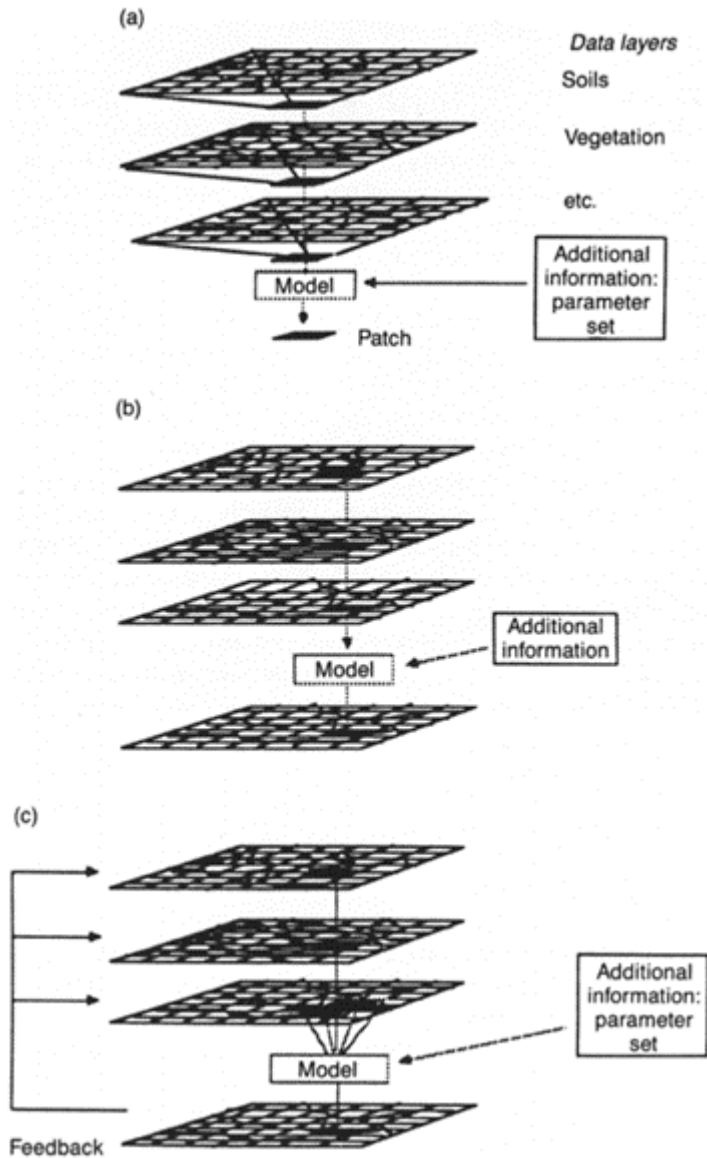 (a)
Data layers
Soils
Vegetation
etc.
Additional
information:
parameter
set
Model
Patch
(b)
Additional
information
Model
(c)
Additional
information:
parameter
set
Model
Feedback